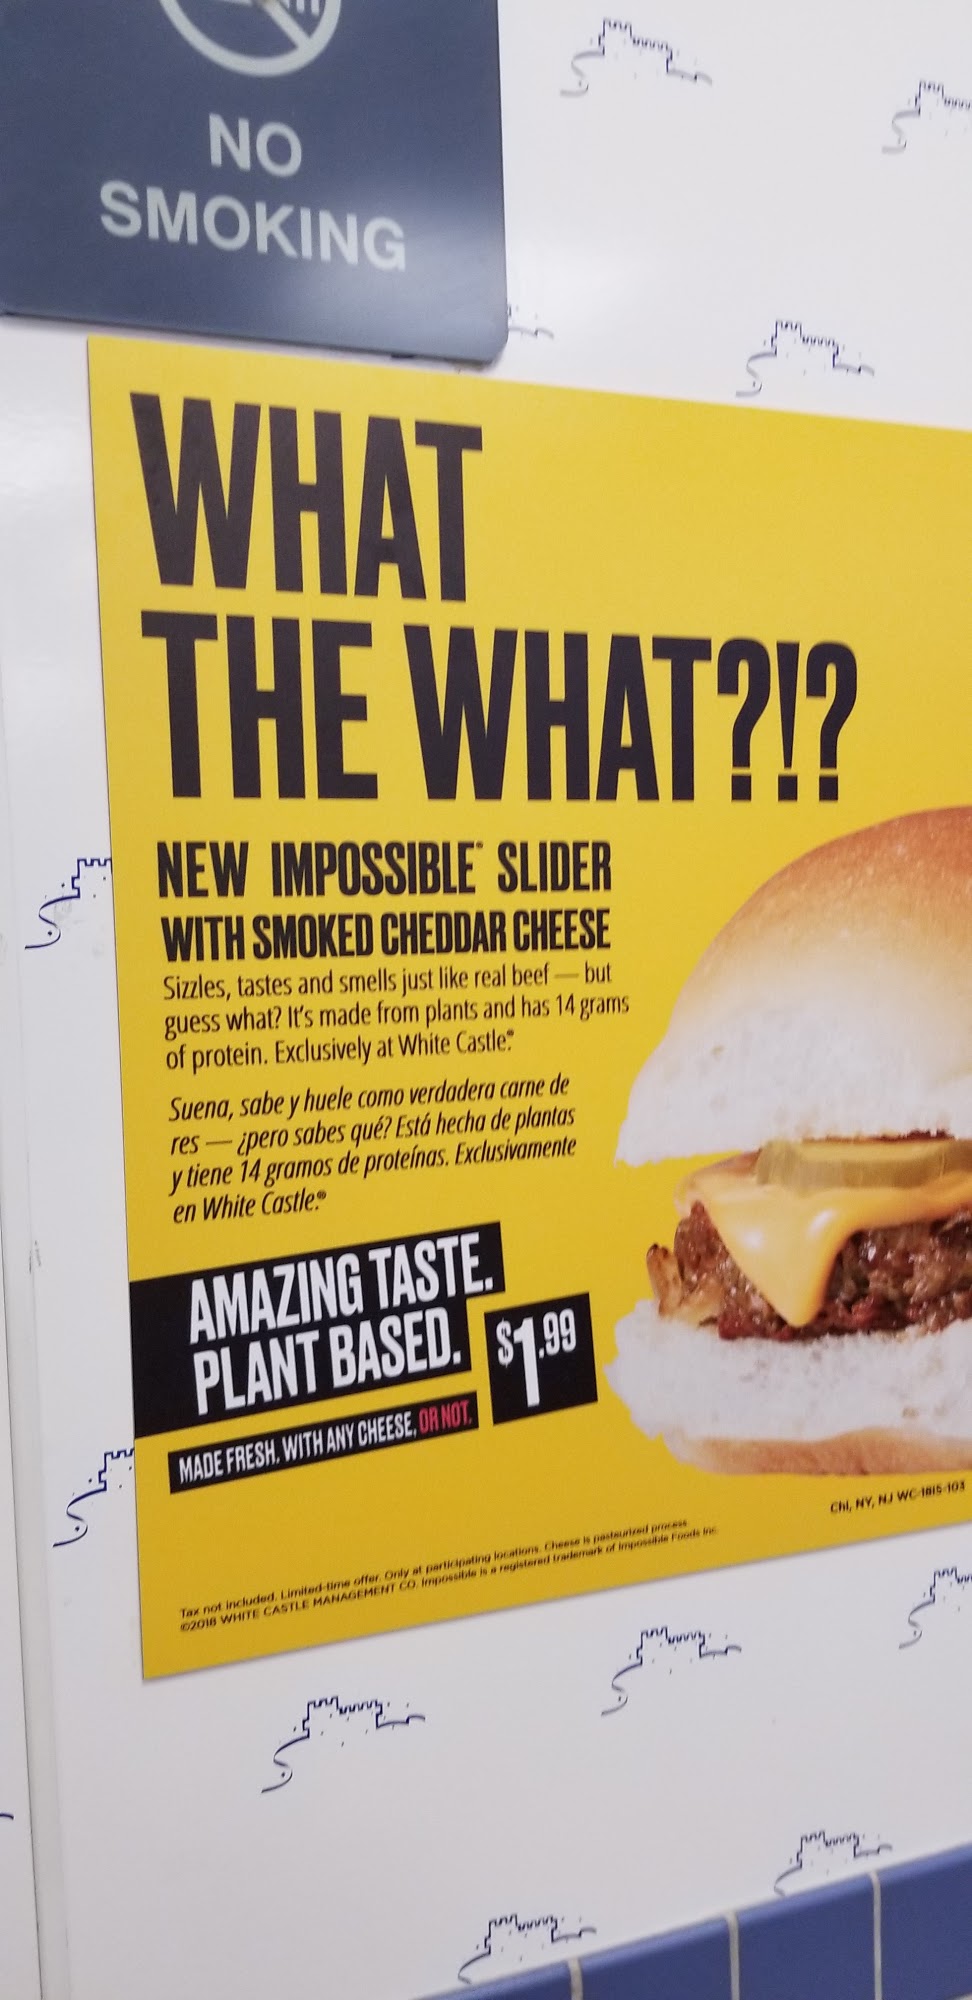 NO
SMOKING
WHAT
THE WHAT?!?
NEW IMPOSSIBLE™ SLIDER
WITH SMOKED CHEDDAR CHEESE
Sizzles, tastes and smells just like real beef — but
guess what? It's made from plants and has 14 grams
of protein. Exclusively at White Castle®.
Suena, sabe y huele como verdadera carne de
res — ¿pero sabes qué? Está hecha de plantas
y tiene 14 gramos de proteínas. Exclusivamente
en White Castle®.
AMAZING TASTE.
PLANT BASED.
$1.99
MADE FRESH. WITH ANY CHEESE, OR NOT.
Chi, NY, NJ WC-1815-103
Tax not included. Limited-time offer. Only at participating locations. Cheese is pasteurized process.
©2018 WHITE CASTLE MANAGEMENT CO. Impossible is a registered trademark of Impossible Foods Inc.